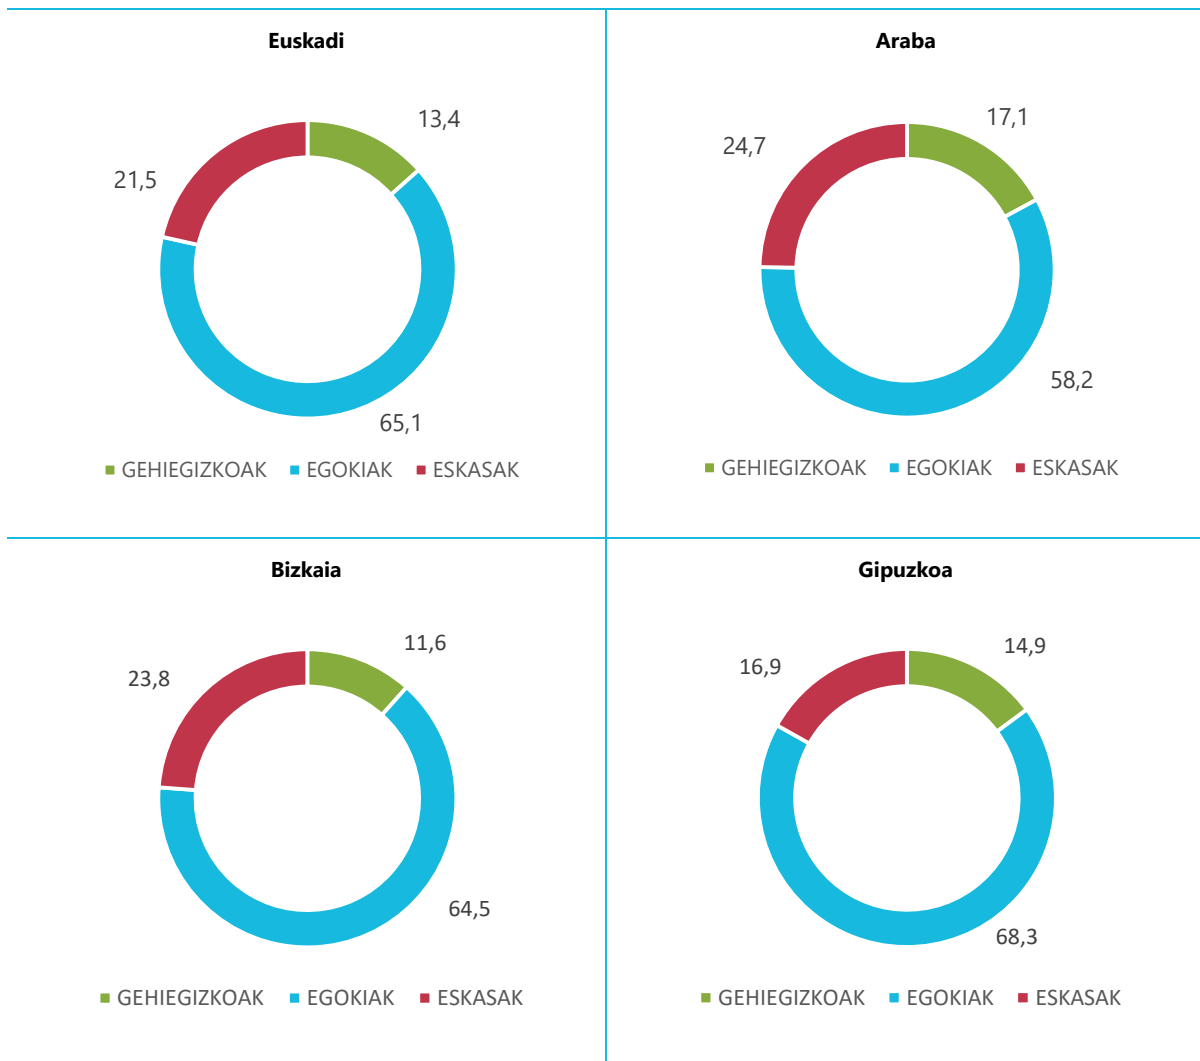 Euskadi
13,4
21,5
65,1
GEHIEGIZKOAK EGOKIAK ESKASAK
Araba
17,1
24,7
58,2
GEHIEGIZKOAK EGOKIAK ESKASAK
Bizkaia
11,6
23,8
64,5
GEHIEGIZKOAK EGOKIAK ESKASAK
Gipuzkoa
14,9
16,9
68,3
GEHIEGIZKOAK EGOKIAK ESKASAK